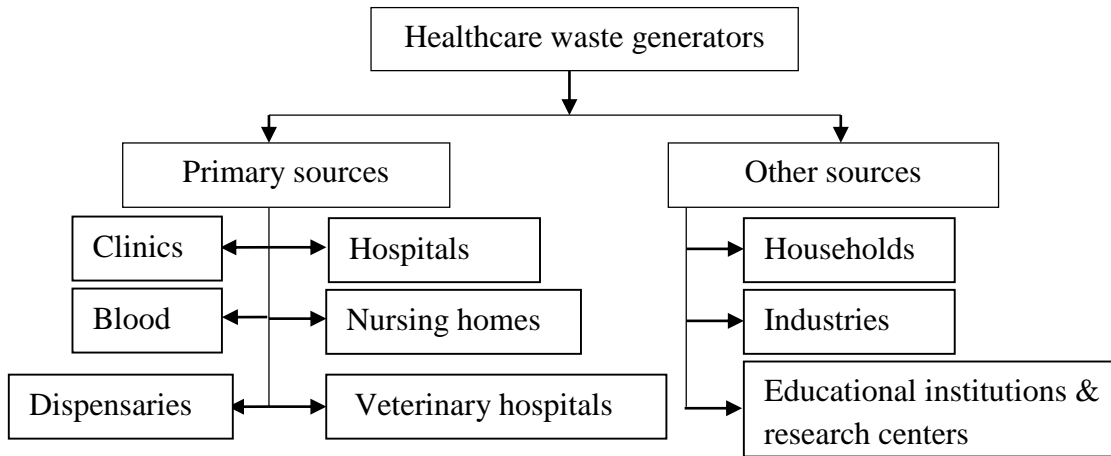 Healthcare waste generators
Primary sources
Other sources
Clinics
Hospitals
Households
Blood
Nursing homes
Industries
Dispensaries
Veterinary hospitals
Educational institutions &
research centers